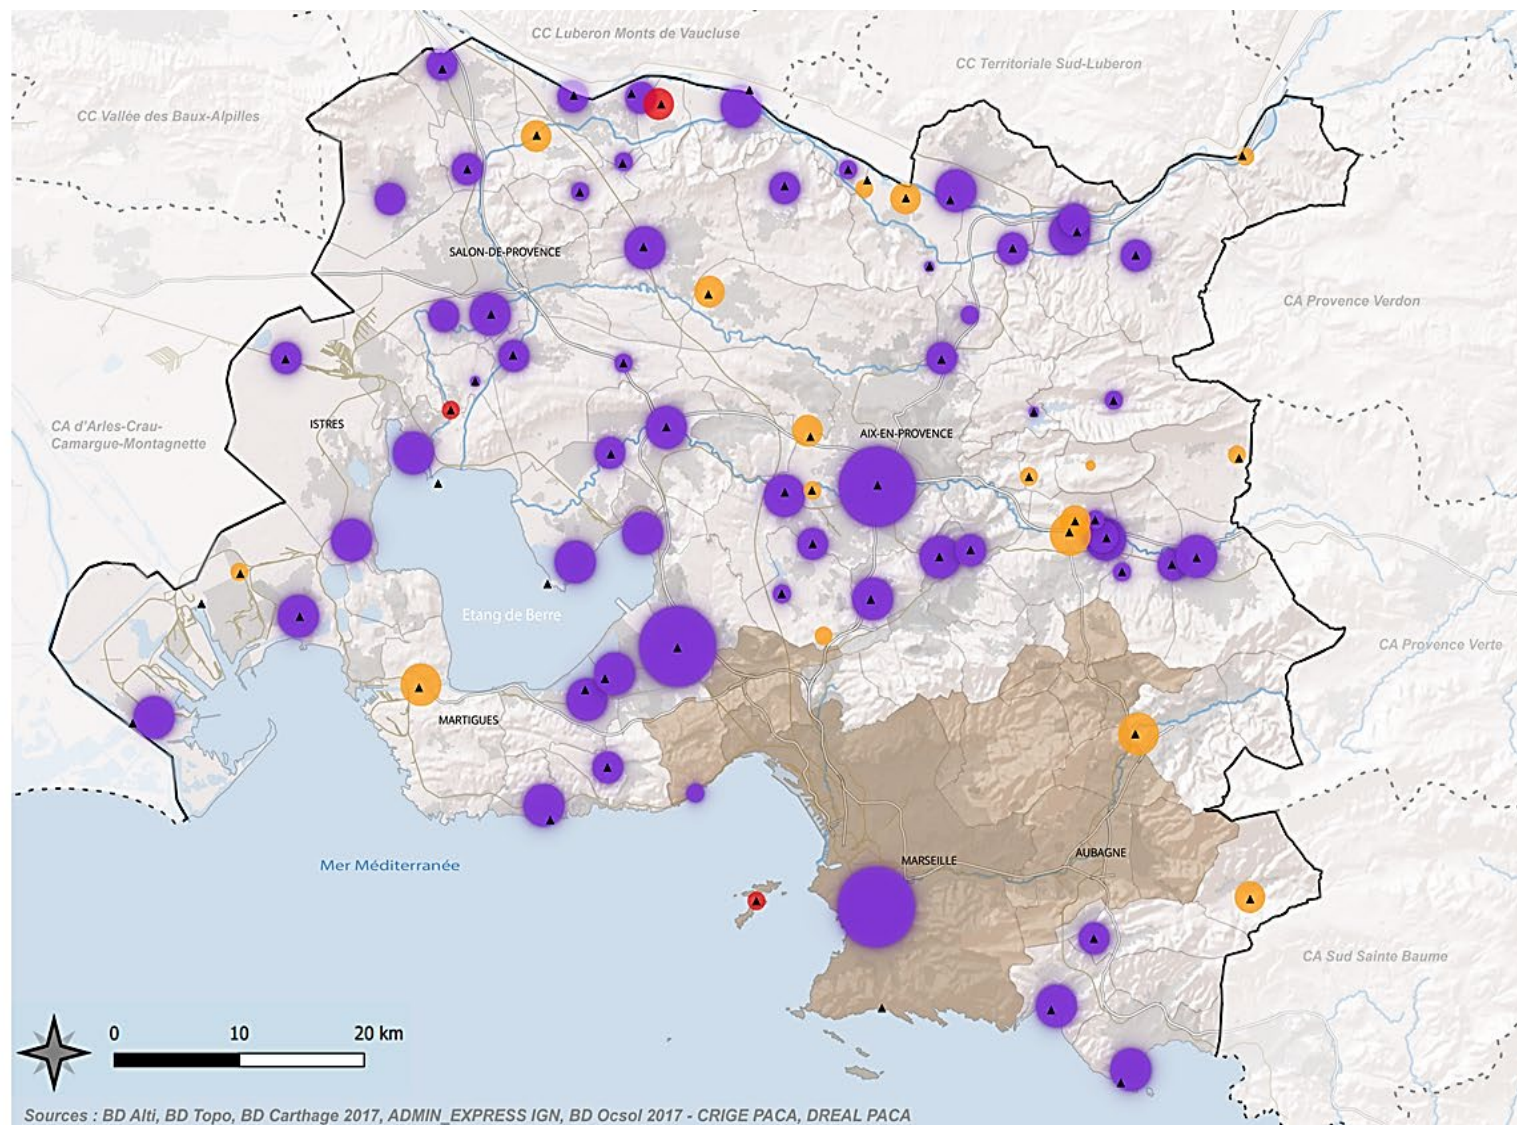 CC Luberon Monts de Vaucluse
CC Territoriale Sud-Luberon
CC Vallée des Baux-Alpilles
SALON-DE-PROVENCE
CA Provence Verdon
CA d'Arles-Crau-
Camargue-Montagnette
ISTRES
AIX-EN-PROVENCE
Etang de Berre
CA Provence Verte
MARTIGUES
Mer Méditerranée
MARSEILLE
AUBAGNE
CA Sud Sainte Baume
0 10 20 km
Sources : BD Alti, BD Topo, BD Carthage 2017, ADMIN_EXPRESS IGN, BD Ocsol 2017 - CRIGE PACA, DREAL PACA